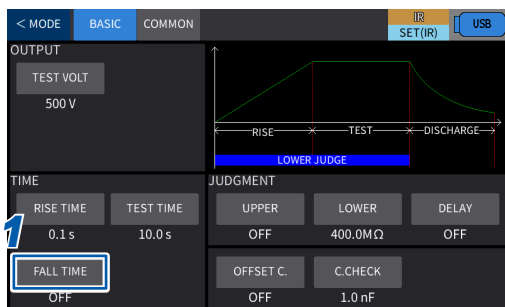 < MODE BASIC COMMON IR SET(IR) USB
OUTPUT
TEST VOLT
500 V
RISE TEST DISCHARGE
LOWER JUDGE
TIME JUDGMENT
RISE TIME TEST TIME UPPER LOWER DELAY
1
0.1 s 10.0 s OFF 400.0MΩ OFF
FALL TIME OFFSET C. C.CHECK
OFF OFF 1.0 nF